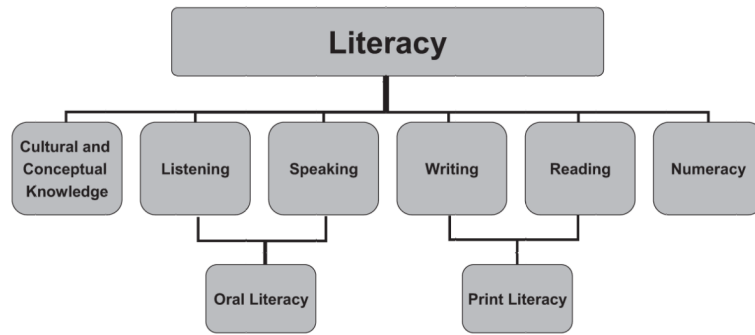 Literacy
Cultural and
Conceptual
Knowledge
Listening
Speaking
Writing
Reading
Numeracy
Oral Literacy
Print Literacy